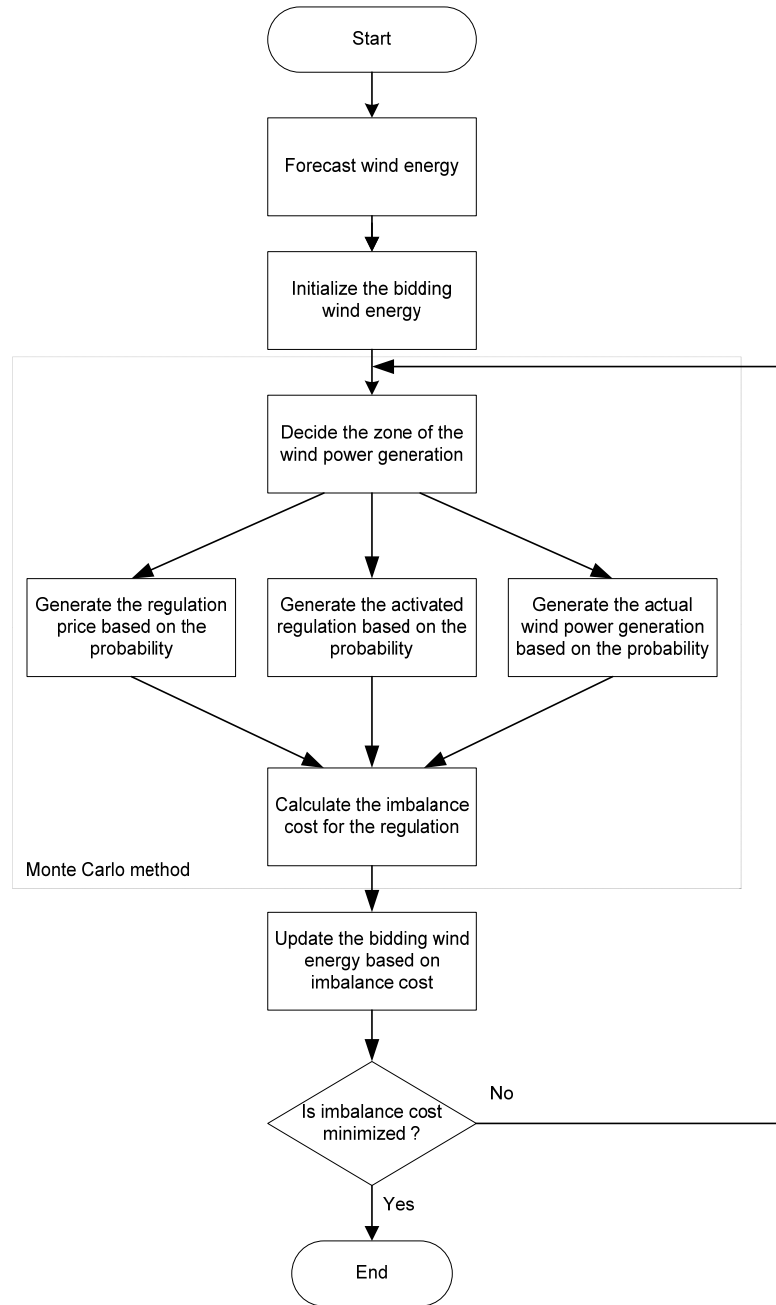 Start
Forecast wind energy
Initialize the bidding
wind energy
Decide the zone of the
wind power generation
Generate the regulation
price based on the
probability
Generate the activated
regulation based on the
probability
Generate the actual
wind power generation
based on the probability
Calculate the imbalance
cost for the regulation
Monte Carlo method
Update the bidding wind
energy based on
imbalance cost
Is imbalance cost
minimized ?
No
Yes
End